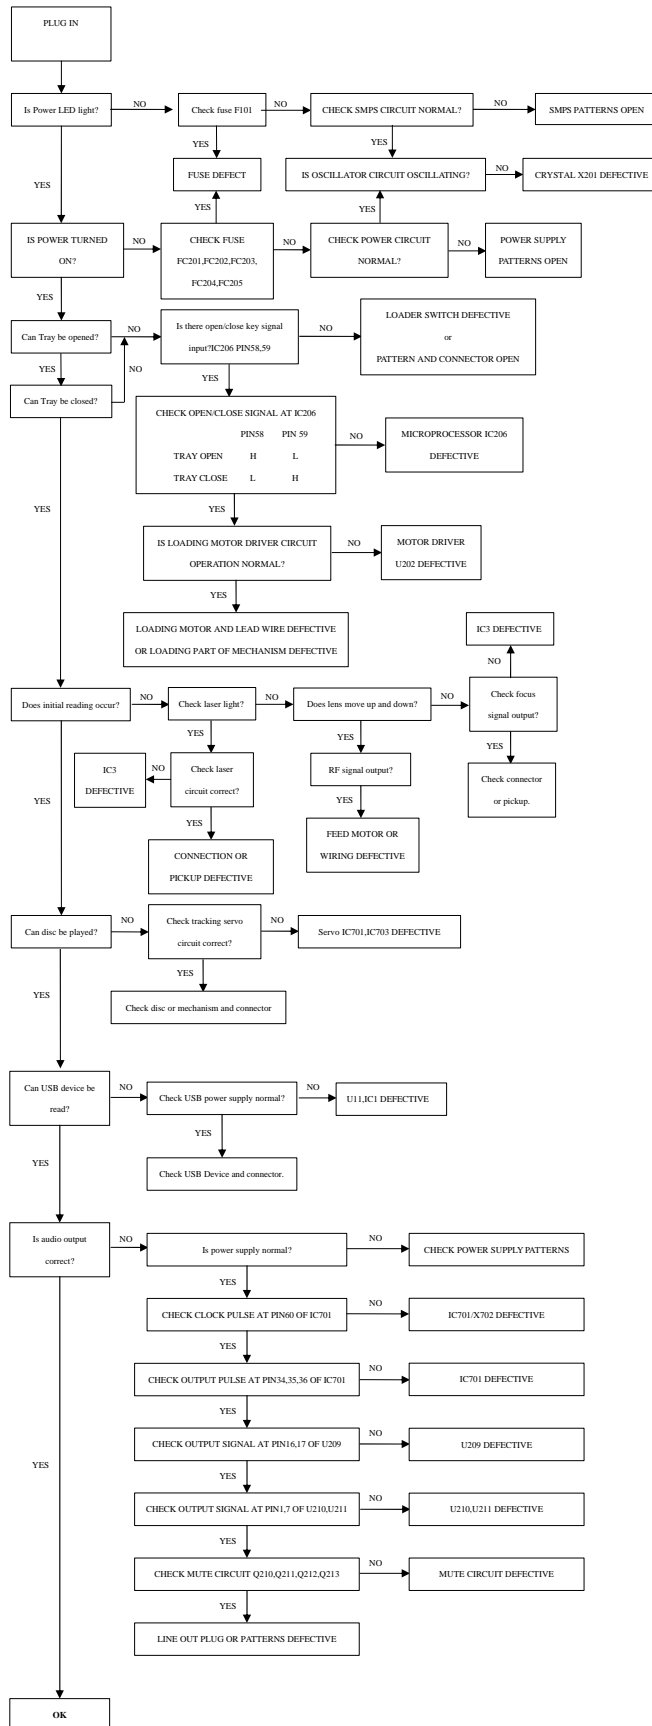 PLUG IN
Is Power LED light?
NO
Check fuse F101
NO
CHECK SMPS CIRCUIT NORMAL?
NO
SMPS PATTERNS OPEN
YES
YES
YES
FUSE DEFECT
IS OSCILLATOR CIRCUIT OSCILLATING?
NO
CRYSTAL X201 DEFECTIVE
YES
IS POWER TURNED
ON?
NO
CHECK FUSE
FC201,FC202,FC203,
FC204,FC205
NO
CHECK POWER CIRCUIT
NORMAL?
NO
POWER SUPPLY
PATTERNS OPEN
YES
Can Tray be opened?
NO
Is there open/close key signal
input?IC206 PIN58,59
NO
LOADER SWITCH DEFECTIVE
or
PATTERN AND CONNECTOR OPEN
YES
NO
YES
Can Tray be closed?
CHECK OPEN/CLOSE SIGNAL AT IC206
PIN58 PIN 59
TRAY OPEN H L
TRAY CLOSE L H
NO
MICROPROCESSOR IC206
DEFECTIVE
YES
YES
IS LOADING MOTOR DRIVER CIRCUIT
OPERATION NORMAL?
NO
MOTOR DRIVER
U202 DEFECTIVE
YES
LOADING MOTOR AND LEAD WIRE DEFECTIVE
OR LOADING PART OF MECHANISM DEFECTIVE
IC3 DEFECTIVE
NO
Does initial reading occur?
NO
Check laser light?
NO
Does lens move up and down?
NO
Check focus
signal output?
YES
YES
YES
IC3
DEFECTIVE
NO
Check laser
circuit correct?
RF signal output?
Check connector
or pickup.
YES
YES
YES
CONNECTION OR
PICKUP DEFECTIVE
FEED MOTOR OR
WIRING DEFECTIVE
Can disc be played?
NO
Check tracking servo
circuit correct?
NO
Servo IC701,IC703 DEFECTIVE
YES
YES
Check disc or mechanism and connector
Can USB device be
read?
NO
Check USB power supply normal?
NO
U11,IC1 DEFECTIVE
YES
YES
Check USB Device and connector.
Is audio output
correct?
NO
Is power supply normal?
NO
CHECK POWER SUPPLY PATTERNS
YES
CHECK CLOCK PULSE AT PIN60 OF IC701
NO
IC701/X702 DEFECTIVE
YES
CHECK OUTPUT PULSE AT PIN34,35,36 OF IC701
NO
IC701 DEFECTIVE
YES
CHECK OUTPUT SIGNAL AT PIN16,17 OF U209
NO
U209 DEFECTIVE
YES
YES
CHECK OUTPUT SIGNAL AT PIN1,7 OF U210,U211
NO
U210,U211 DEFECTIVE
YES
CHECK MUTE CIRCUIT Q210,Q211,Q212,Q213
NO
MUTE CIRCUIT DEFECTIVE
YES
LINE OUT PLUG OR PATTERNS DEFECTIVE
OK